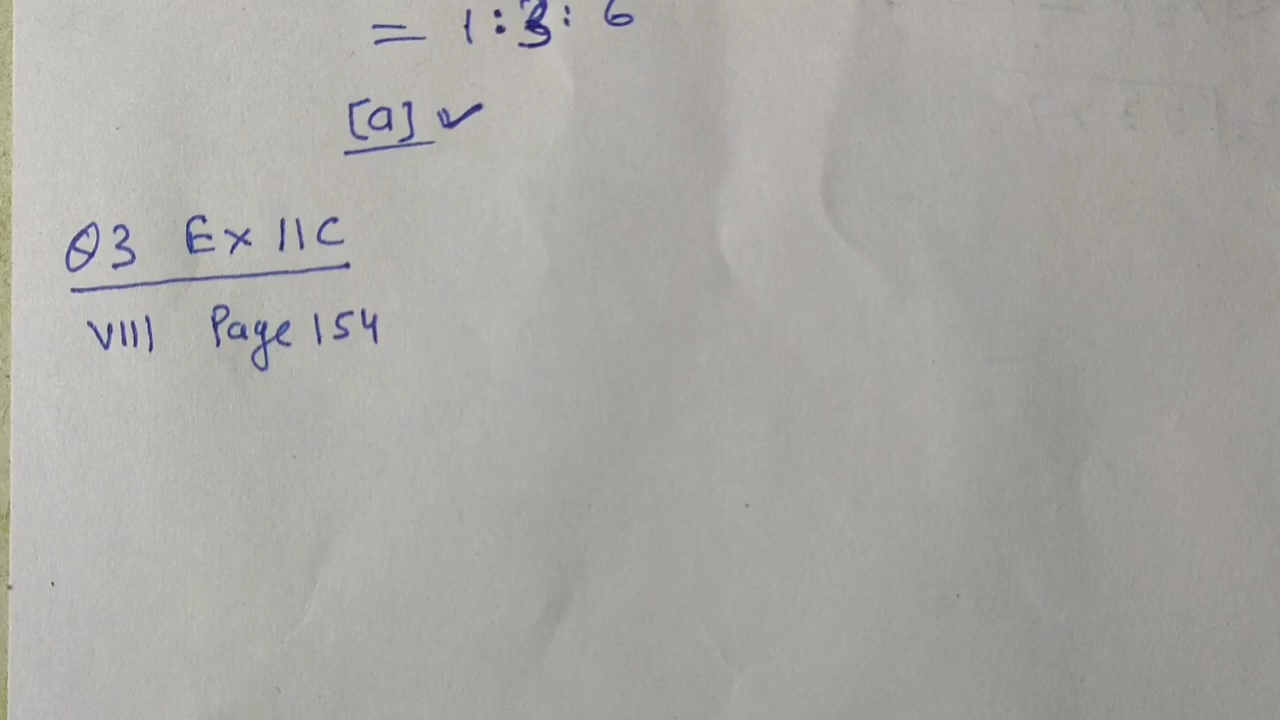 = 1:3:6
[a] ✓
Q3 Ex 11C
VIII Page 154